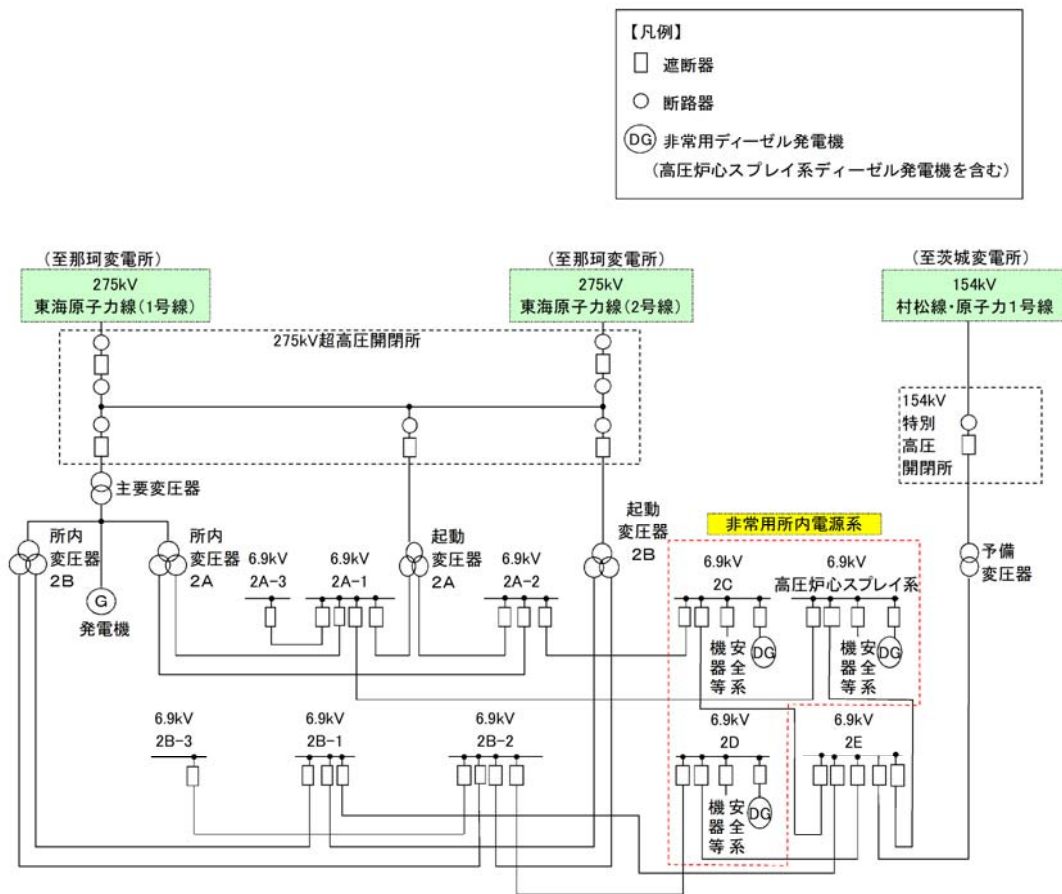 【凡例】
遮断器
断路器
DG 非常用ディーゼル発電機
(高圧炉心スプレイ系ディーゼル発電機を含む)
(至那珂変電所)
275kV
東海原子力線(1号線)
(至那珂変電所)
275kV
東海原子力線(2号線)
(至茨城変電所)
154kV
村松線・原子力1号線
275kV超高圧開閉所
154kV
特別
高圧
開閉所
主要変圧器
所内
変圧器
2B
所内
変圧器
2A
起動
変圧器
2A
起動
変圧器
2B
予備
変圧器
G
発電機
非常用所内電源系
6.9kV
2A-3
6.9kV
2A-1
6.9kV
2A-2
6.9kV
2C
6.9kV
高圧炉心スプレイ系
安全系
機器等
DG
安全系
機器等
DG
6.9kV
2B-3
6.9kV
2B-1
6.9kV
2B-2
6.9kV
2D
6.9kV
2E
安全系
機器等
DG